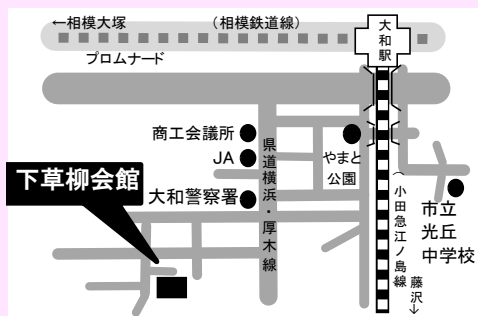 ←相模大塚
（相模鉄道線）
大和駅
プロムナード
商工会議所
JA
大和警察署
県道横浜・厚木線
やまと
公園
下草柳会館
（小田急江ノ島線
藤沢↓
市立
光丘
中学校